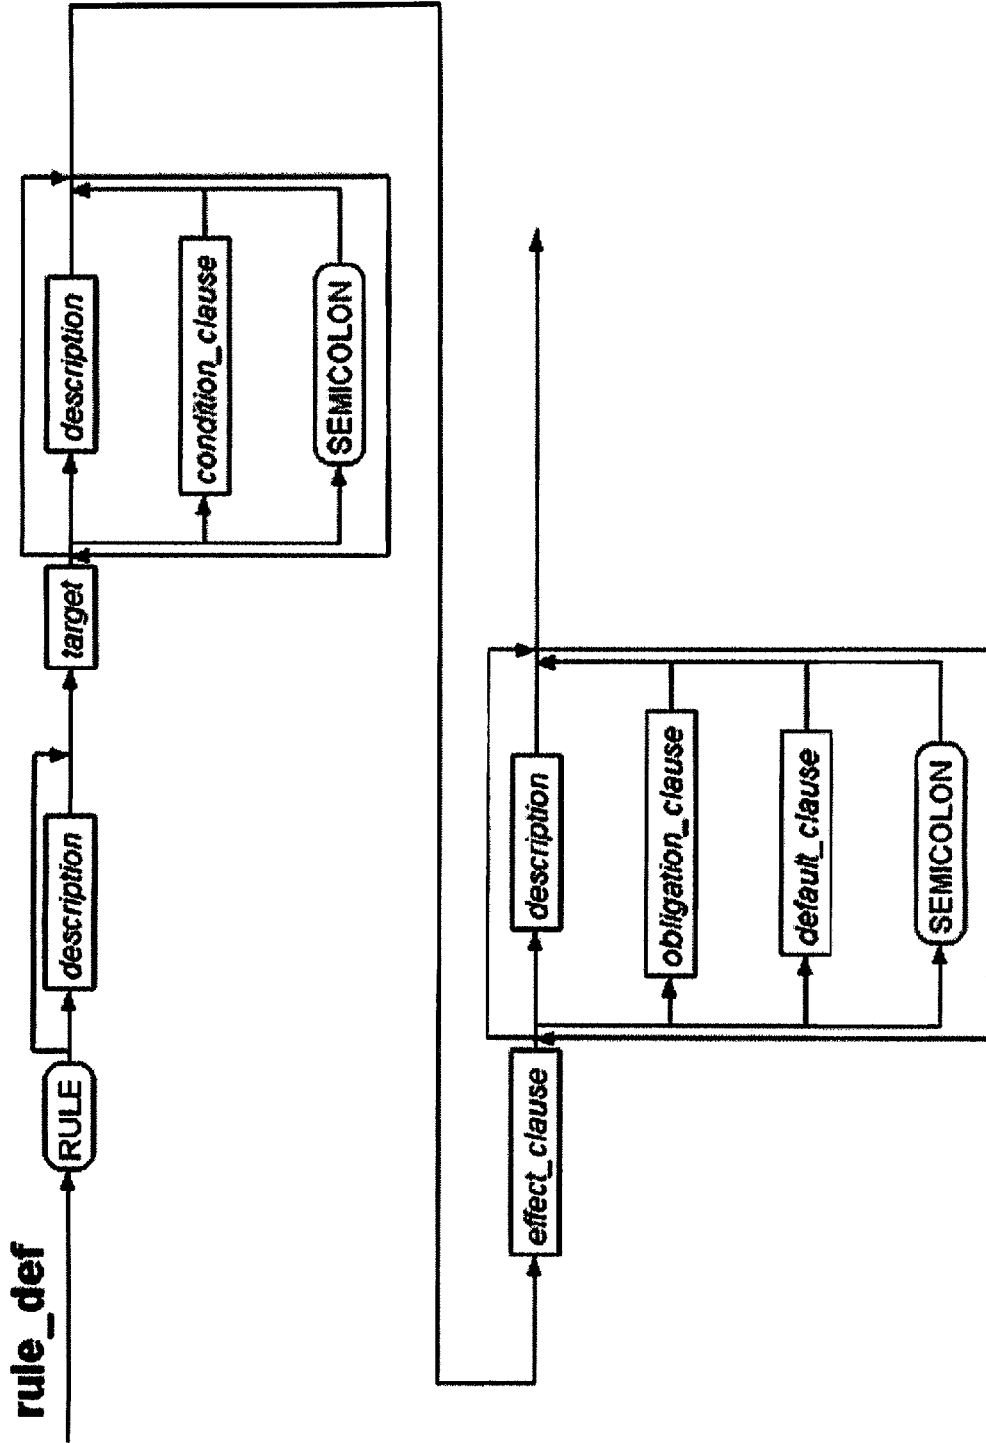 rule_def
RULE
description
target
description
condition_clause
SEMICOLON
effect_clause
description
obligation_clause
default_clause
SEMICOLON